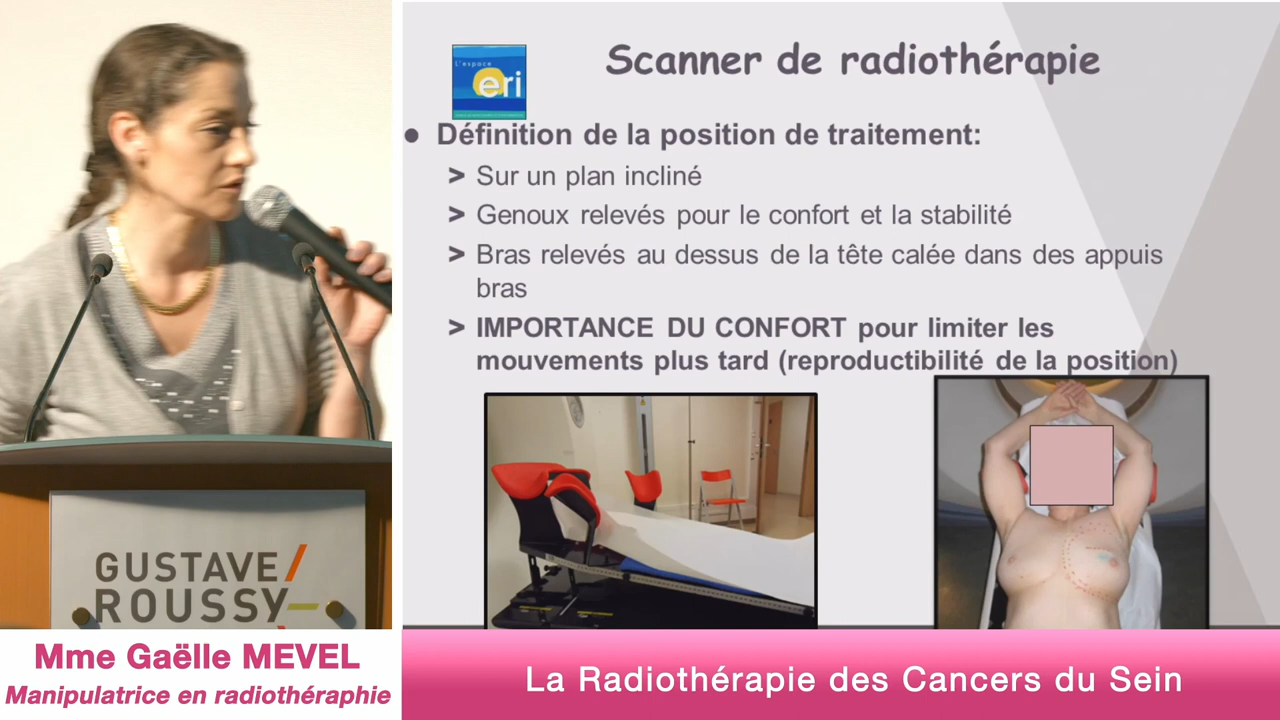 Scanner de radiothérapie
L'espace
eri
• Définition de la position de traitement:
> Sur un plan incliné
> Genoux relevés pour le confort et la stabilité
> Bras relevés au dessus de la tête calée dans des appuis
bras
> IMPORTANCE DU CONFORT pour limiter les
mouvements plus tard (reproductibilité de la position)
GUSTAVE/
ROUSSY
Mme Gaëlle MEVEL
Manipulatrice en radiothéraphie
La Radiothérapie des Cancers du Sein